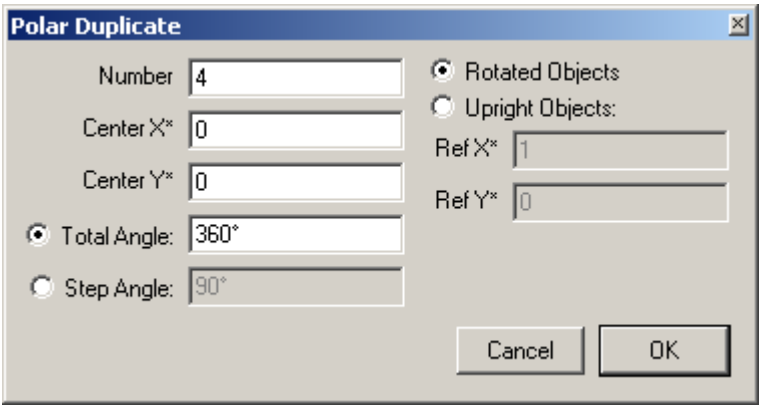 Polar Duplicate
Number 4
Center X* 0
Center Y* 0
Total Angle: 360°
Step Angle: 90°
Rotated Objects
Upright Objects:
Ref X* 1
Ref Y* 0
Cancel OK